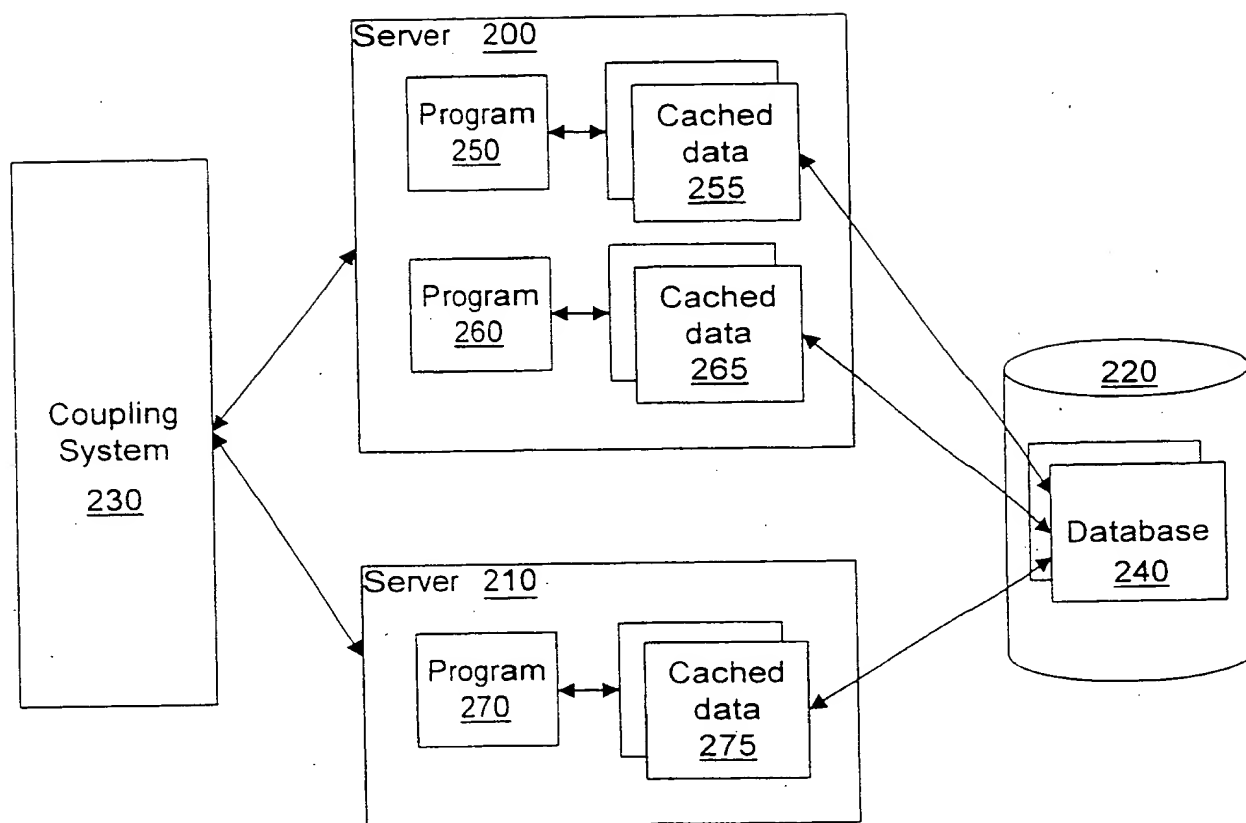 Server 200
Program
250
Cached
data
255
Program
260
Cached
data
265
Coupling
System
230
220
Database
240
Server 210
Program
270
Cached
data
275